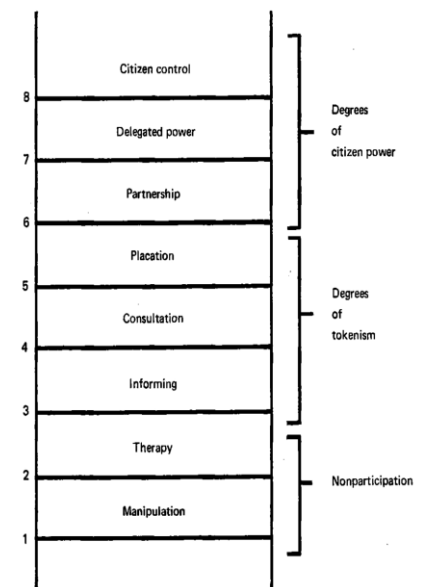 Citizen control
8
Delegated power
7
Partnership
6
Placation
5
Consultation
4
Informing
3
Therapy
2
Manipulation
1
Degrees
of
citizen power
Degrees
of
tokenism
Nonparticipation